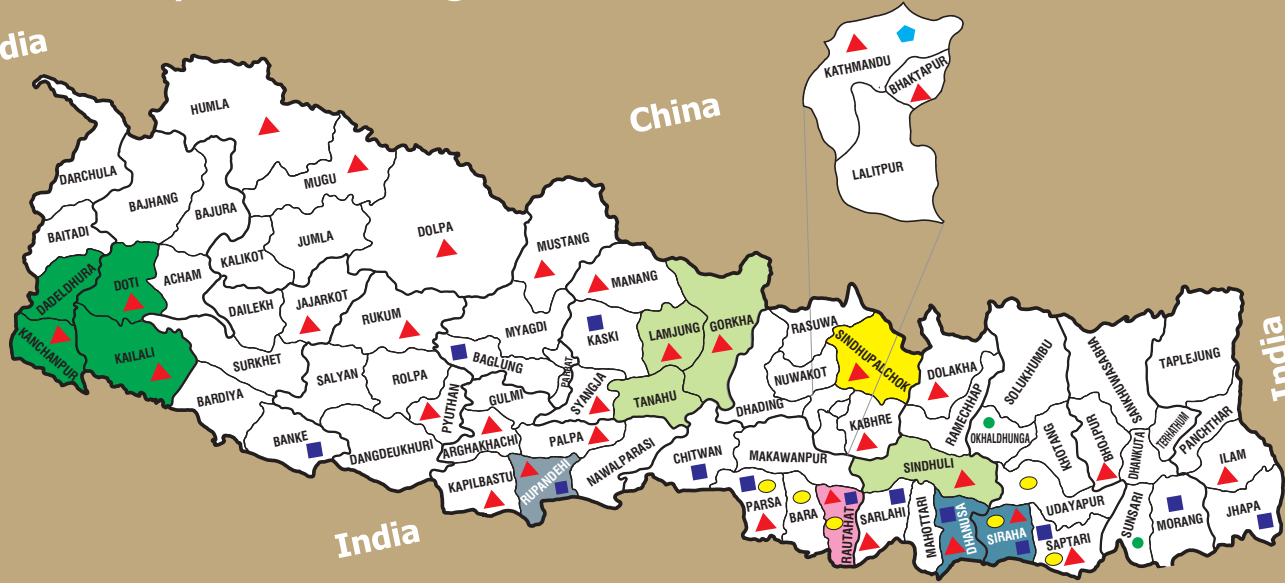 dia
China
India
India
KATHMANDU
BHAKTAPUR
LALITPUR
HUMLA
DARCHULA
MUGU
BAJHANG
BAJURA
BAITADI
JUMLA
DOLPA
MUSTANG
KALIKOT
ACHAM
DOTI
DADELDHURA
MANANG
KANCHANPUR
KAILALI
DAILEKH
JAJARKOT
RUKUM
MYAGDI
KASKI
LAMJUNG
GORKHA
RASUWA
SINDHUPALCHOK
SURKHET
BAGLUNG
PARBAT
NUWAKOT
DOLAKHA
SOLUKHUMBU
SANKHUWASABHA
TAPLEJUNG
SALYAN
ROLPA
BARDIYA
PYUTHAN
GULMI
SYANGJA
TANAHU
DHADING
KABHRE
RAMECHHAP
OKHALDHUNGA
KHOTANG
BHOJPUR
DHANKUTA
TERHATHUM
PANCHTHAR
BANKE
DANGDEUKHURI
ARGHAKHACHI
PALPA
NAWALPARASI
CHITWAN
MAKAWANPUR
SINDHULI
ILAM
KAPILBASTU
RUPANDEHI
PARSA
BARA
RAUTAHAT
SARLAHI
MAHOTTARI
DHANUSA
SIRAHA
UDAYAPUR
SAPTARI
SUNSARI
MORANG
JHAPA